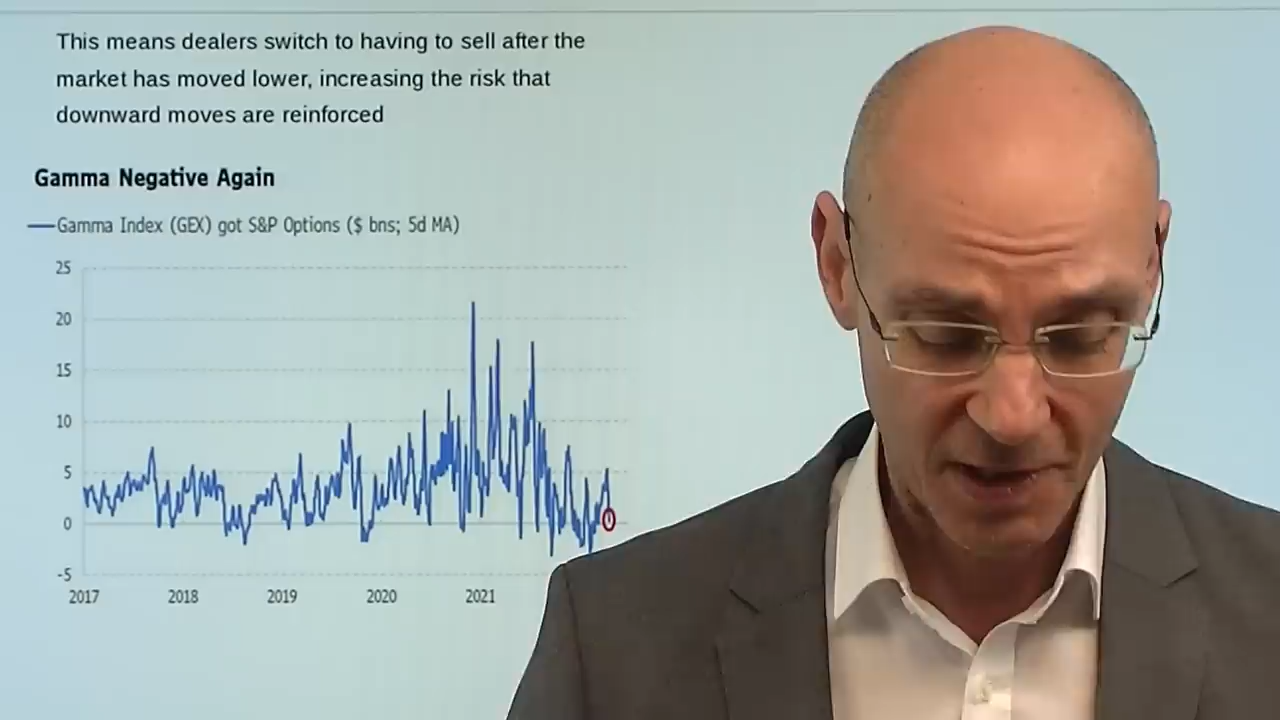 This means dealers switch to having to sell after the
market has moved lower, increasing the risk that
downward moves are reinforced
Gamma Negative Again
Gamma Index (GEX) got S&P Options ($ bns; 5d MA)
25
20
15
10
5
0
-5
2017 2018 2019 2020 2021